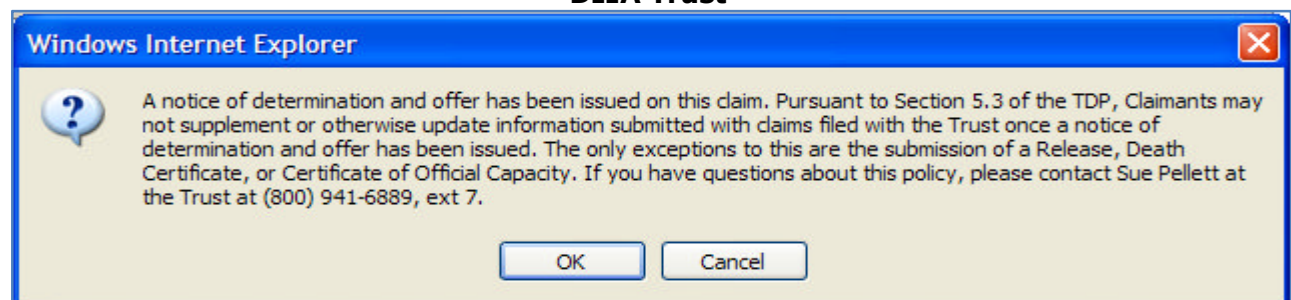 Trust
Windows Internet Explorer
A notice of determination and offer has been issued on this claim. Pursuant to Section 5.3 of the TDP, Claimants may
not supplement or otherwise update information submitted with claims filed with the Trust once a notice of
determination and offer has been issued. The only exceptions to this are the submission of a Release, Death
Certificate, or Certificate of Official Capacity. If you have questions about this policy, please contact Sue Pellett at
the Trust at (800) 941-6889, ext 7.
OK
Cancel